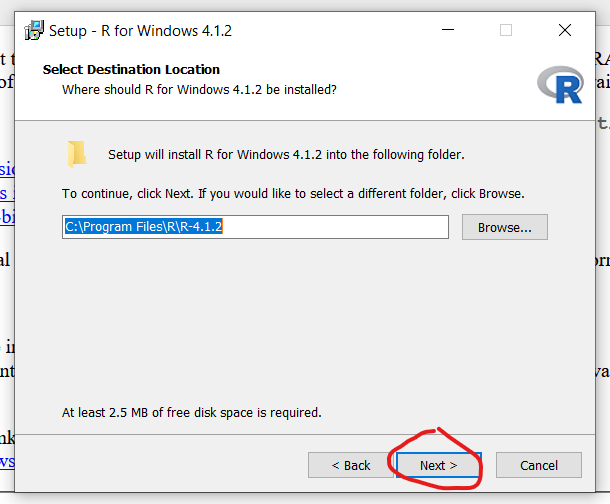 Setup - R for Windows 4.1.2
Select Destination Location
Where should R for Windows 4.1.2 be installed?
R
Setup will install R for Windows 4.1.2 into the following folder.
To continue, click Next. If you would like to select a different folder, click Browse.
C:\Program Files\R\R-4.1.2
Browse...
At least 2.5 MB of free disk space is required.
< Back
Next >
Cancel